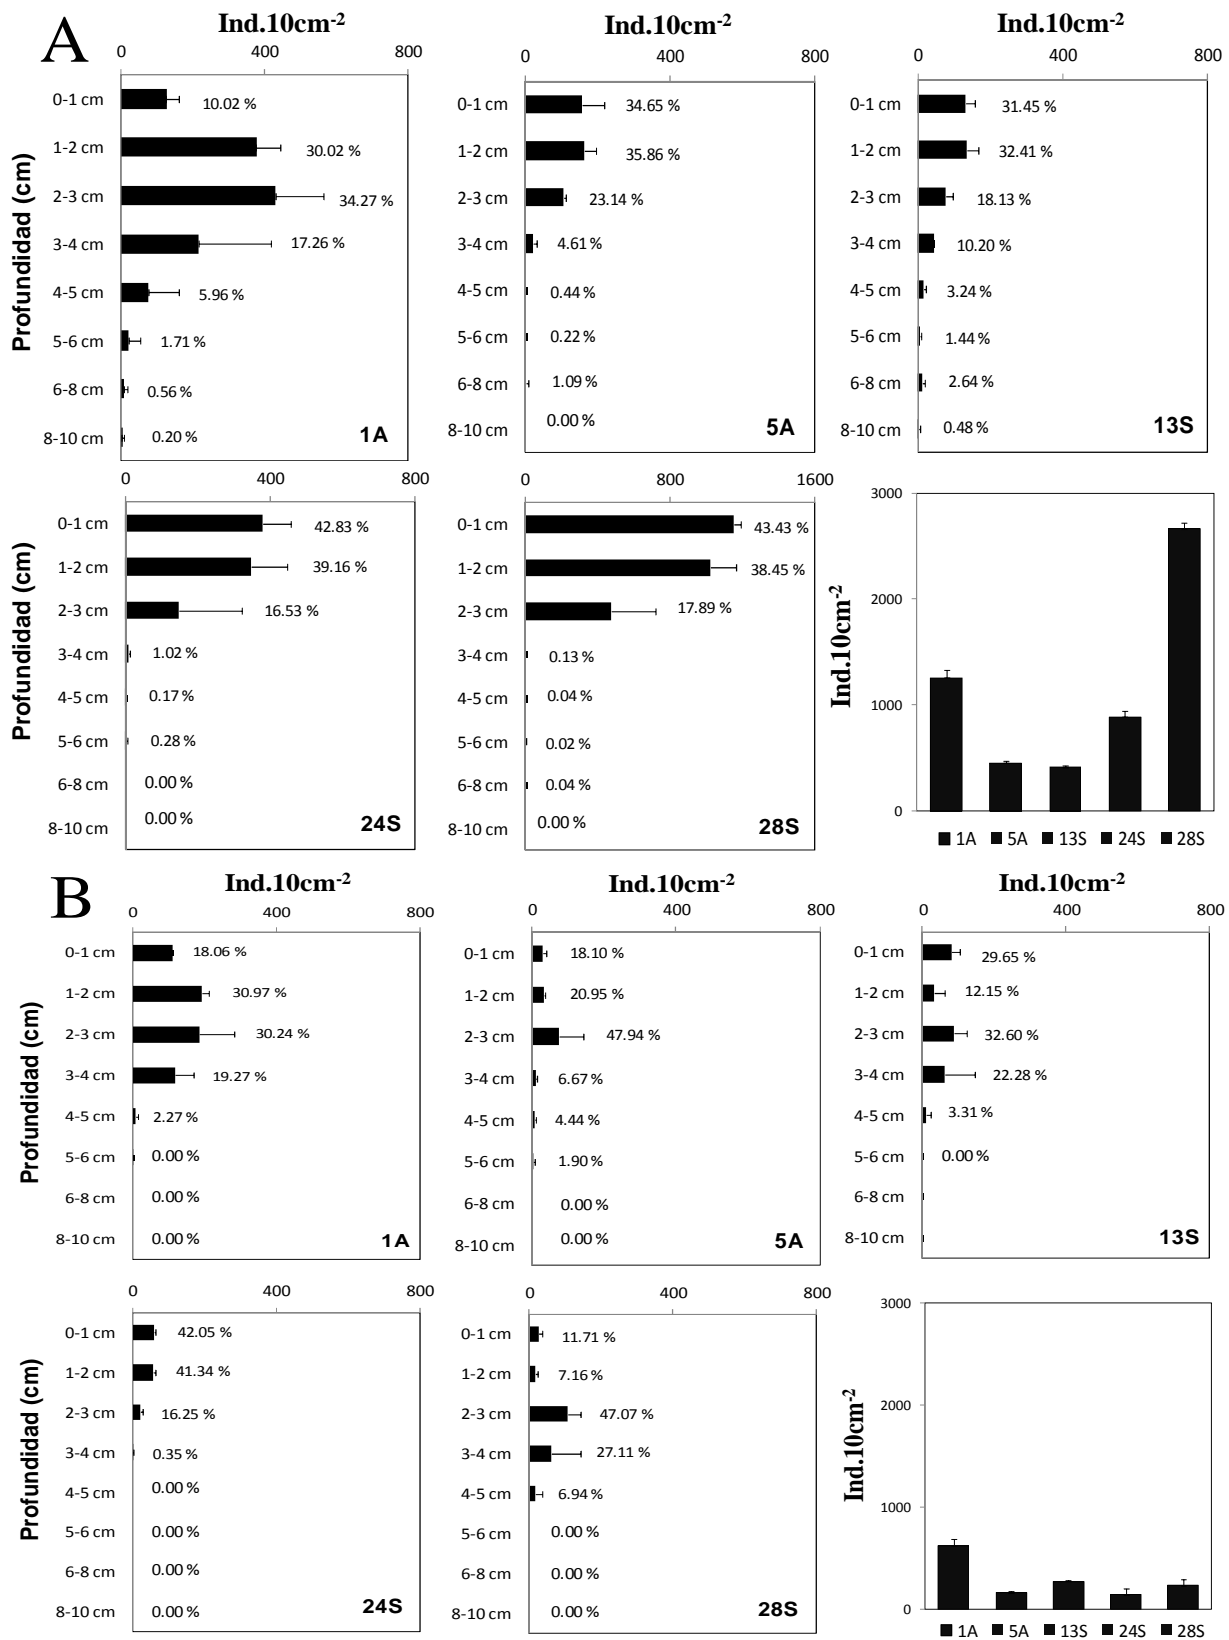 A
Ind.10cm-2
0 400 800
Profundidad (cm)
0-1 cm 10.02 %
1-2 cm 30.02 %
2-3 cm 34.27 %
3-4 cm 17.26 %
4-5 cm 5.96 %
5-6 cm 1.71 %
6-8 cm 0.56 %
8-10 cm 0.20 %
1A
Ind.10cm-2
0 400 800
0-1 cm 34.65 %
1-2 cm 35.86 %
2-3 cm 23.14 %
3-4 cm 4.61 %
4-5 cm 0.44 %
5-6 cm 0.22 %
6-8 cm 1.09 %
8-10 cm 0.00 %
5A
Ind.10cm-2
0 400 800
0-1 cm 31.45 %
1-2 cm 32.41 %
2-3 cm 18.13 %
3-4 cm 10.20 %
4-5 cm 3.24 %
5-6 cm 1.44 %
6-8 cm 2.64 %
8-10 cm 0.48 %
13S
0 400 800
Profundidad (cm)
0-1 cm 42.83 %
1-2 cm 39.16 %
2-3 cm 16.53 %
3-4 cm 1.02 %
4-5 cm 0.17 %
5-6 cm 0.28 %
6-8 cm 0.00 %
8-10 cm 0.00 %
24S
0 800 1600
0-1 cm 43.43 %
1-2 cm 38.45 %
2-3 cm 17.89 %
3-4 cm 0.13 %
4-5 cm 0.04 %
5-6 cm 0.02 %
6-8 cm 0.04 %
8-10 cm 0.00 %
28S
Ind.10cm-2
3000
2000
1000
0
1A 5A 13S 24S 28S
B
Ind.10cm-2
0 400 800
Profundidad (cm)
0-1 cm 18.06 %
1-2 cm 30.97 %
2-3 cm 30.24 %
3-4 cm 19.27 %
4-5 cm 2.27 %
5-6 cm 0.00 %
6-8 cm 0.00 %
8-10 cm 0.00 %
1A
Ind.10cm-2
0 400 800
0-1 cm 18.10 %
1-2 cm 20.95 %
2-3 cm 47.94 %
3-4 cm 6.67 %
4-5 cm 4.44 %
5-6 cm 1.90 %
6-8 cm 0.00 %
8-10 cm 0.00 %
5A
Ind.10cm-2
0 400 800
0-1 cm 29.65 %
1-2 cm 12.15 %
2-3 cm 32.60 %
3-4 cm 22.28 %
4-5 cm 3.31 %
5-6 cm 0.00 %
6-8 cm
8-10 cm
13S
0 400 800
Profundidad (cm)
0-1 cm 42.05 %
1-2 cm 41.34 %
2-3 cm 16.25 %
3-4 cm 0.35 %
4-5 cm 0.00 %
5-6 cm 0.00 %
6-8 cm 0.00 %
8-10 cm 0.00 %
24S
0 400 800
0-1 cm 11.71 %
1-2 cm 7.16 %
2-3 cm 47.07 %
3-4 cm 27.11 %
4-5 cm 6.94 %
5-6 cm 0.00 %
6-8 cm 0.00 %
8-10 cm 0.00 %
28S
Ind.10cm-2
3000
2000
1000
0
1A 5A 13S 24S 28S